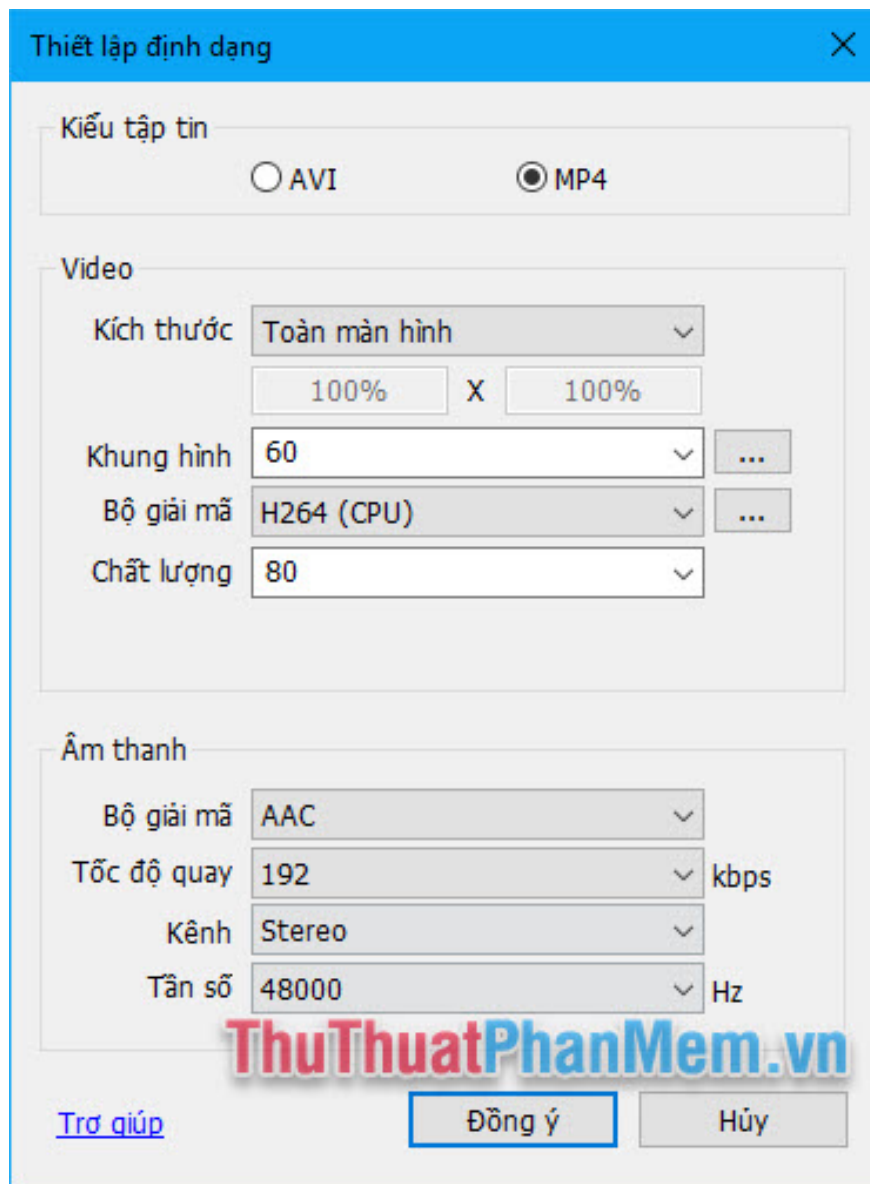 Thiết lập định dạng
Kiểu tập tin
AVI MP4
Video
Kích thước Toàn màn hình
100% X 100%
Khung hình 60 ...
Bộ giải mã H264 (CPU) ...
Chất lượng 80
Âm thanh
Bộ giải mã AAC
Tốc độ quay 192 kbps
Kênh Stereo
Tần số 48000 Hz
ThuThuatPhanMem.vn
Trợ giúp Đồng ý Hủy